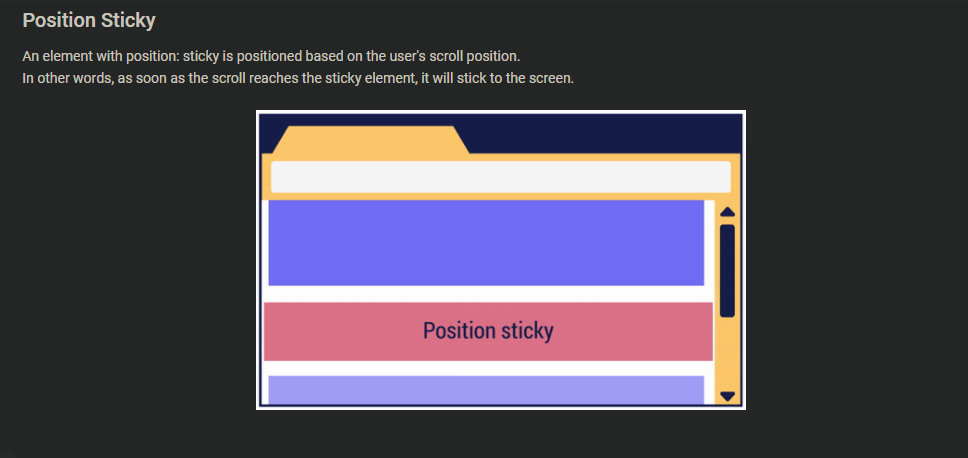 Position Sticky
An element with position: sticky is positioned based on the user's scroll position.
In other words, as soon as the scroll reaches the sticky element, it will stick to the screen.
Position sticky